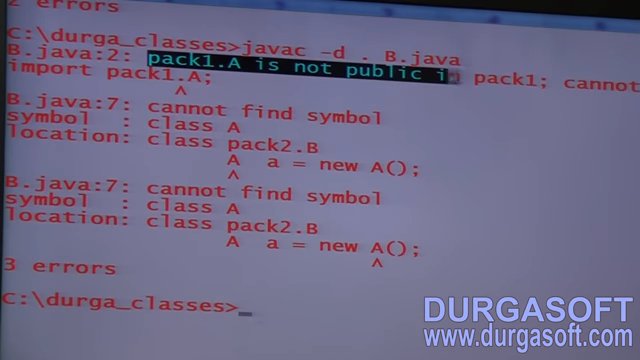 2 errors
C:\durga_classes>javac -d . B.java
B.java:2: pack1.A is not public i pack1; cannot
import pack1.A;
^
B.java:7: cannot find symbol
symbol : class A
location: class pack2.B
A a = new A();
^
B.java:7: cannot find symbol
symbol : class A
location: class pack2.B
A a = new A();
^
3 errors
C:\durga_classes>_
DURGASOFT
www.durgasoft.com